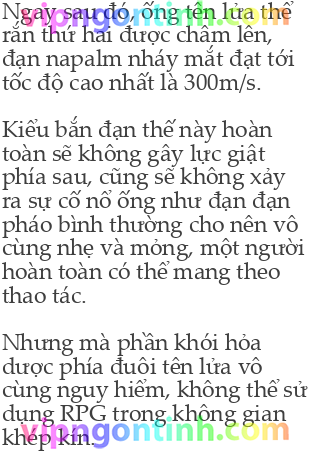 vipngontinh.com
Ngay sau đó, ống tên lửa thể
rắn thứ hai được châm lên,
đạn napalm nháy mắt đạt tới
tốc độ cao nhất là 300m/s.
Kiểu bắn đạn thế này hoàn
toàn sẽ không gây lực giật
phía sau, cũng sẽ không xảy
ra sự cố nổ ống như đạn đạn
pháo bình thường cho nên vô
cùng nhẹ và mỏng, một người
hoàn toàn có thể mang theo
thao tác.
Nhưng mà phần khói hỏa
dược phía đuôi tên lửa vô
cùng nguy hiểm, không thể sử
dụng RPG trong không gian
khép kín.
vipngontinh.com